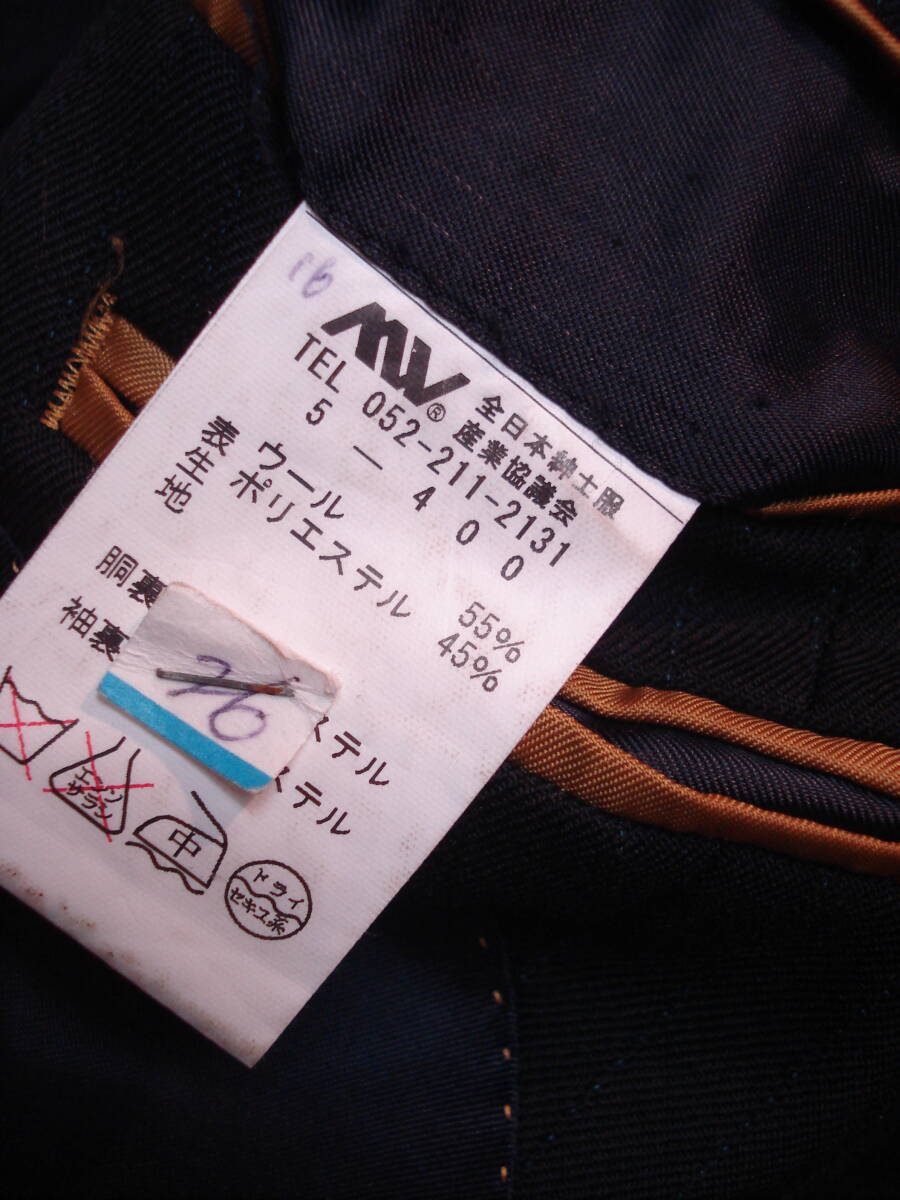 16
MW® 全日本紳士服
産業協議会
TEL 052-211-2131
5 — 4 0 0
表生地 ウール 55%
ポリエステル 45%
胴裏 ステル
袖裏 ステル
26
エンソ
サラシ
中
ドライ
セキユ系